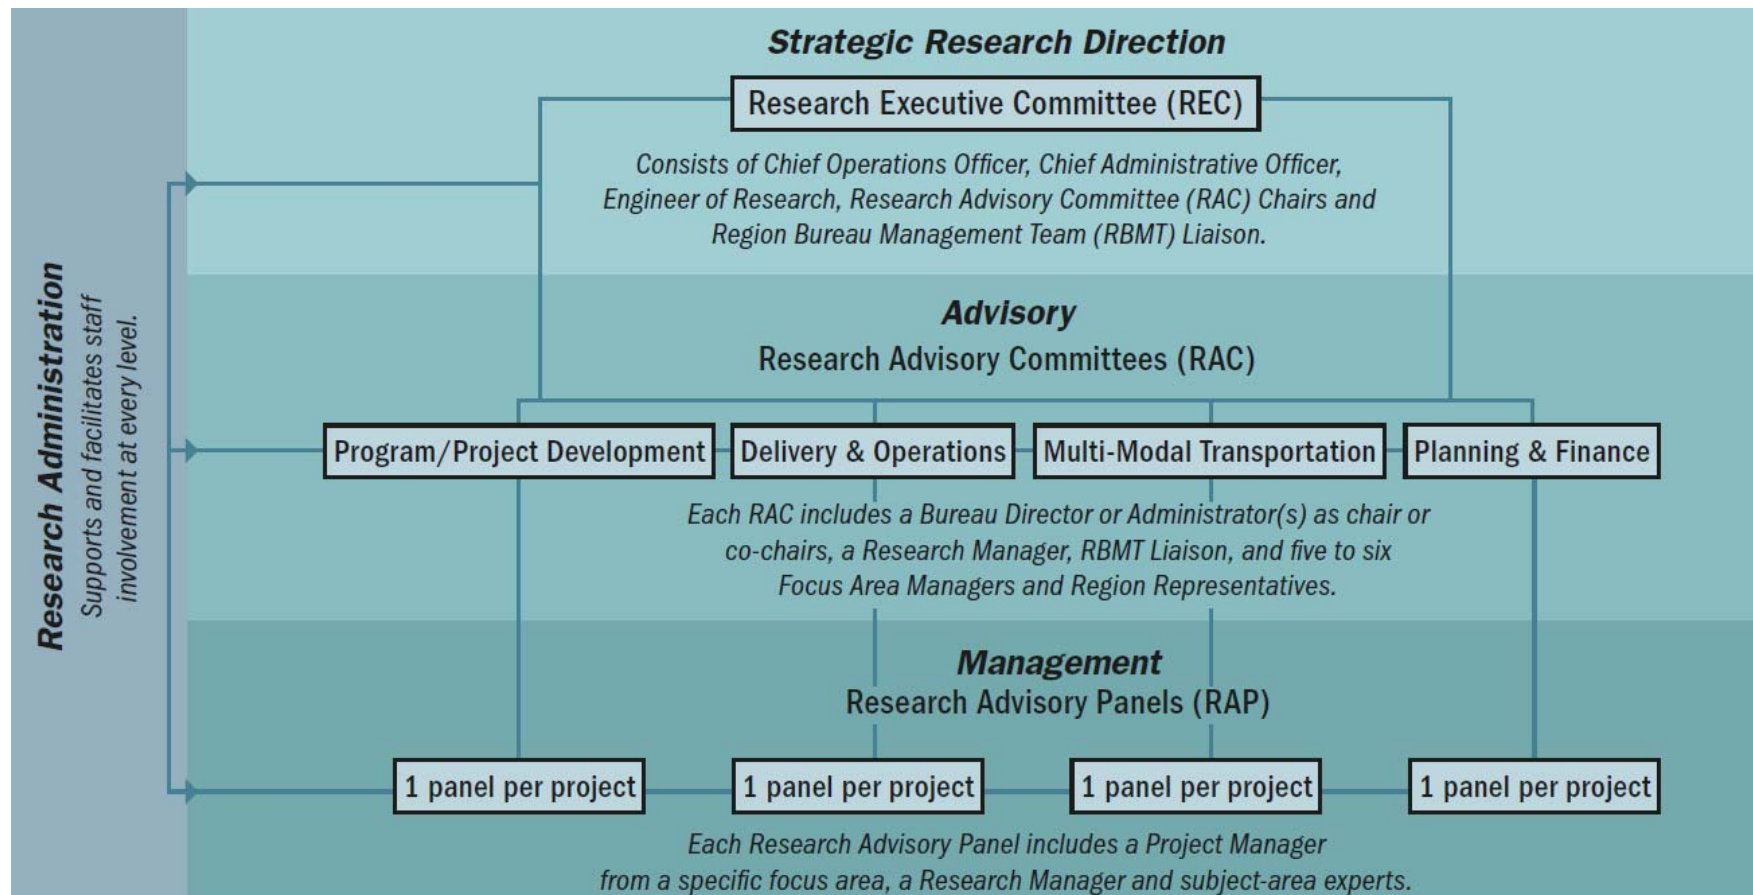 Strategic Research Direction
Research Executive Committee (REC)
Consists of Chief Operations Officer, Chief Administrative Officer,
Engineer of Research, Research Advisory Committee (RAC) Chairs and
Region Bureau Management Team (RBMT) Liaison.
Research Administration
Supports and facilitates staff
involvement at every level.
Advisory
Research Advisory Committees (RAC)
Program/Project Development
Delivery & Operations
Multi-Modal Transportation
Planning & Finance
Each RAC includes a Bureau Director or Administrator(s) as chair or
co-chairs, a Research Manager, RBMT Liaison, and five to six
Focus Area Managers and Region Representatives.
Management
Research Advisory Panels (RAP)
1 panel per project
1 panel per project
1 panel per project
1 panel per project
Each Research Advisory Panel includes a Project Manager
from a specific focus area, a Research Manager and subject-area experts.